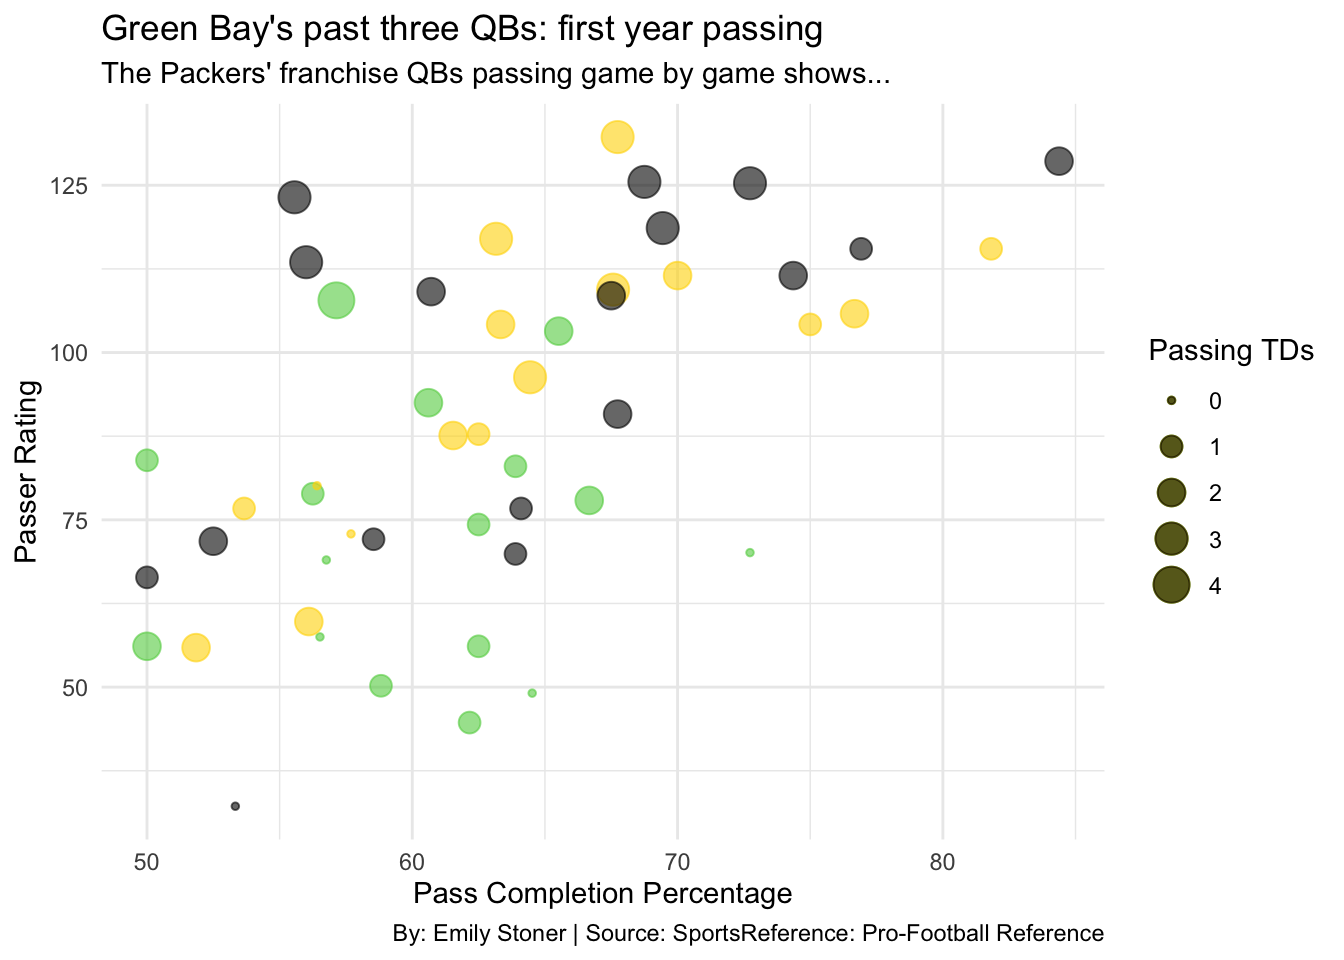 Green Bay's past three QBs: first year passing
The Packers' franchise QBs passing game by game shows...
125
100
75
50
Passer Rating
50 60 70 80
Pass Completion Percentage
Passing TDs
0
1
2
3
4
By: Emily Stoner | Source: SportsReference: Pro-Football Reference